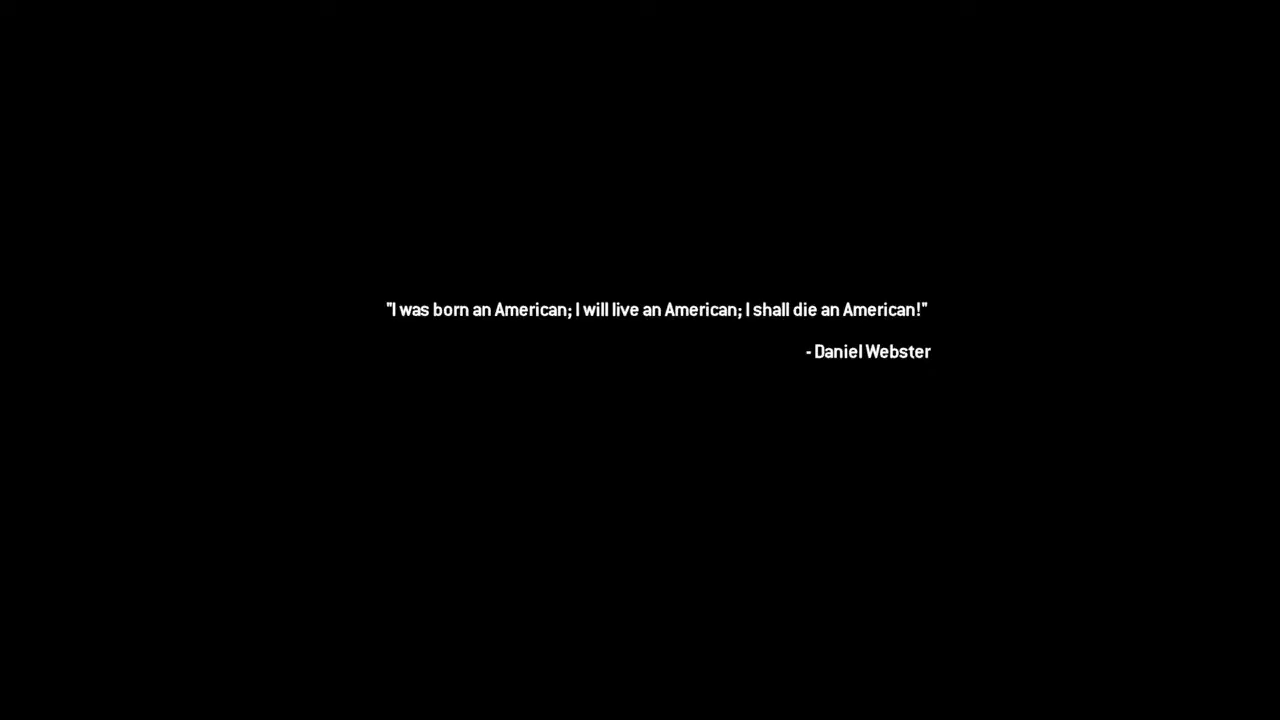 "I was born an American; I will live an American; I shall die an American!"
- Daniel Webster